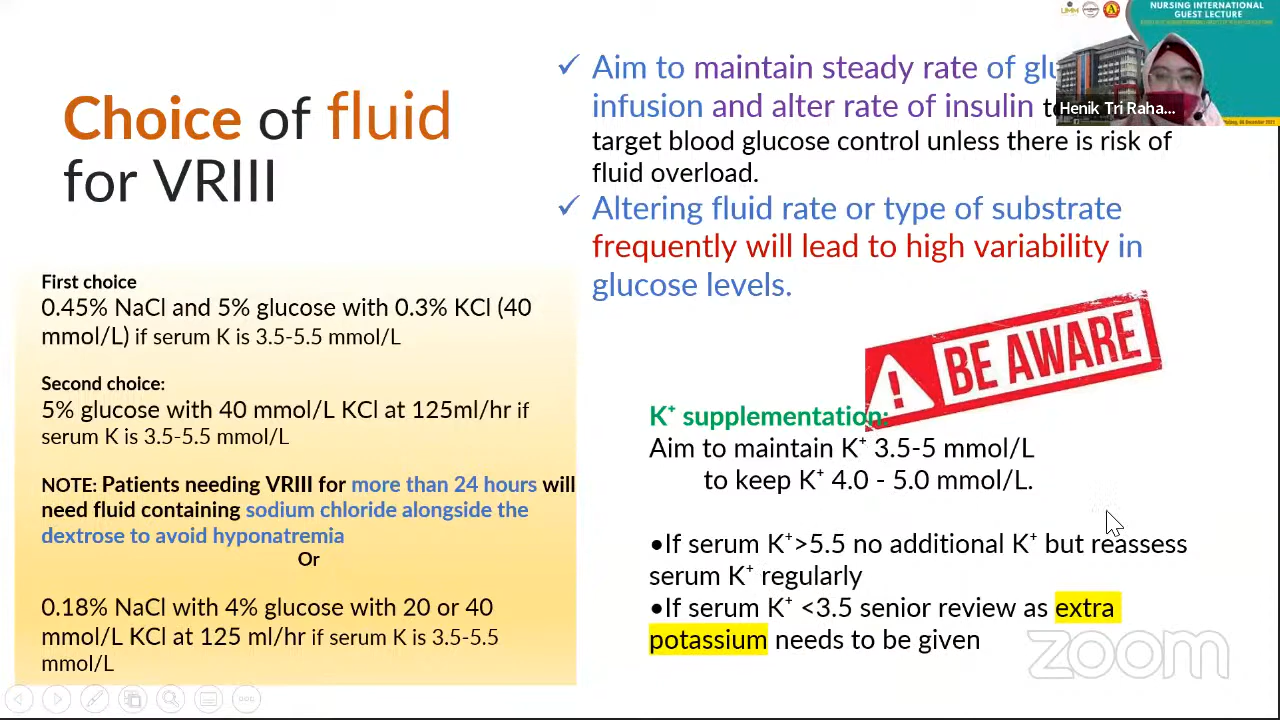 Choice of fluid
for VRIII
First choice
0.45% NaCl and 5% glucose with 0.3% KCl (40
mmol/L) if serum K is 3.5-5.5 mmol/L
Second choice:
5% glucose with 40 mmol/L KCl at 125ml/hr if
serum K is 3.5-5.5 mmol/L
NOTE: Patients needing VRIII for more than 24 hours will
need fluid containing sodium chloride alongside the
dextrose to avoid hyponatremia
Or
0.18% NaCl with 4% glucose with 20 or 40
mmol/L KCl at 125 ml/hr if serum K is 3.5-5.5
mmol/L
✓ Aim to maintain steady rate of
infusion and alter rate of insulin
target blood glucose control unless there is risk of
fluid overload.
✓ Altering fluid rate or type of substrate
frequently will lead to high variability in
glucose levels.
BE AWARE
K⁺ supplementation:
Aim to maintain K⁺ 3.5-5 mmol/L
to keep K⁺ 4.0 - 5.0 mmol/L.
•If serum K⁺>5.5 no additional K⁺ but reassess
serum K⁺ regularly
•If serum K⁺ <3.5 senior review as extra
potassium needs to be given
NURSING INTERNATIONAL
GUEST LECTURE
Henik Tri Raha...
zoom